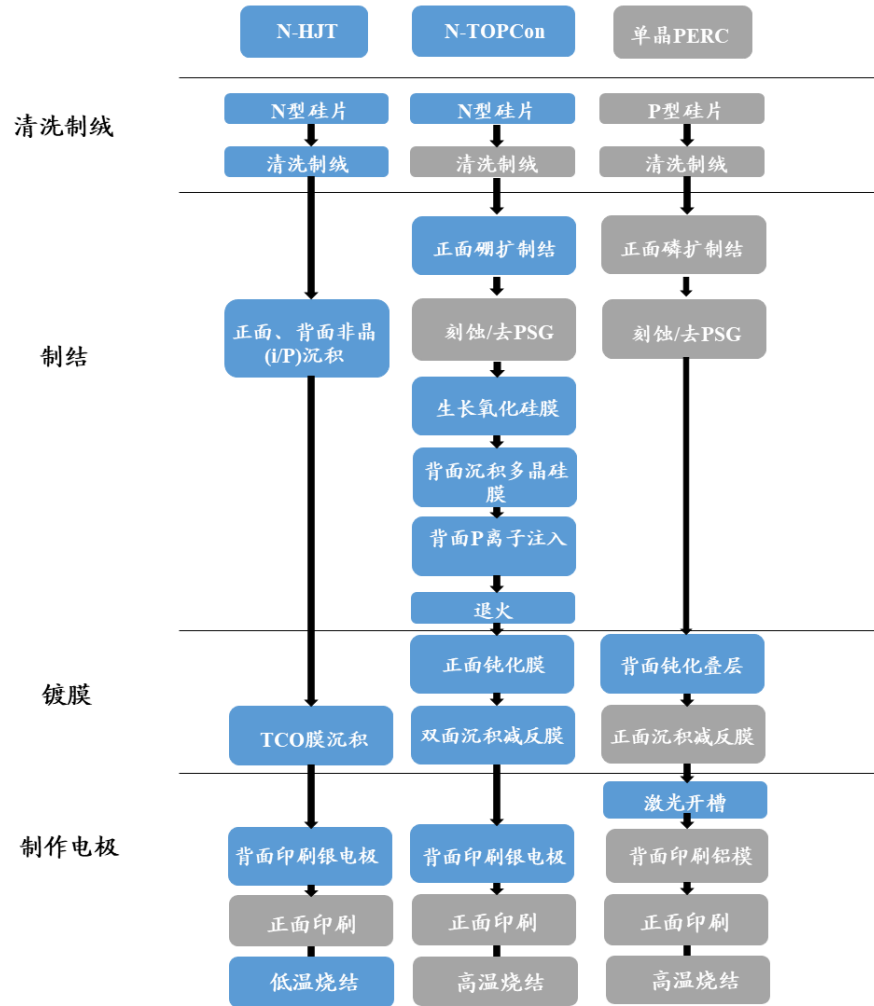 N-HJT
N-TOPCon
单晶PERC
清洗制绒
N型硅片
N型硅片
P型硅片
清洗制绒
清洗制绒
清洗制绒
制结
正面硼扩制结
正面磷扩制结
正面、背面非晶
(i/P)沉积
刻蚀/去PSG
刻蚀/去PSG
生长氧化硅膜
背面沉积多晶硅
膜
背面P离子注入
退火
镀膜
正面钝化膜
背面钝化叠层
TCO膜沉积
双面沉积减反膜
正面沉积减反膜
制作电极
激光开槽
背面印刷银电极
背面印刷银电极
背面印刷铝模
正面印刷
正面印刷
正面印刷
低温烧结
高温烧结
高温烧结